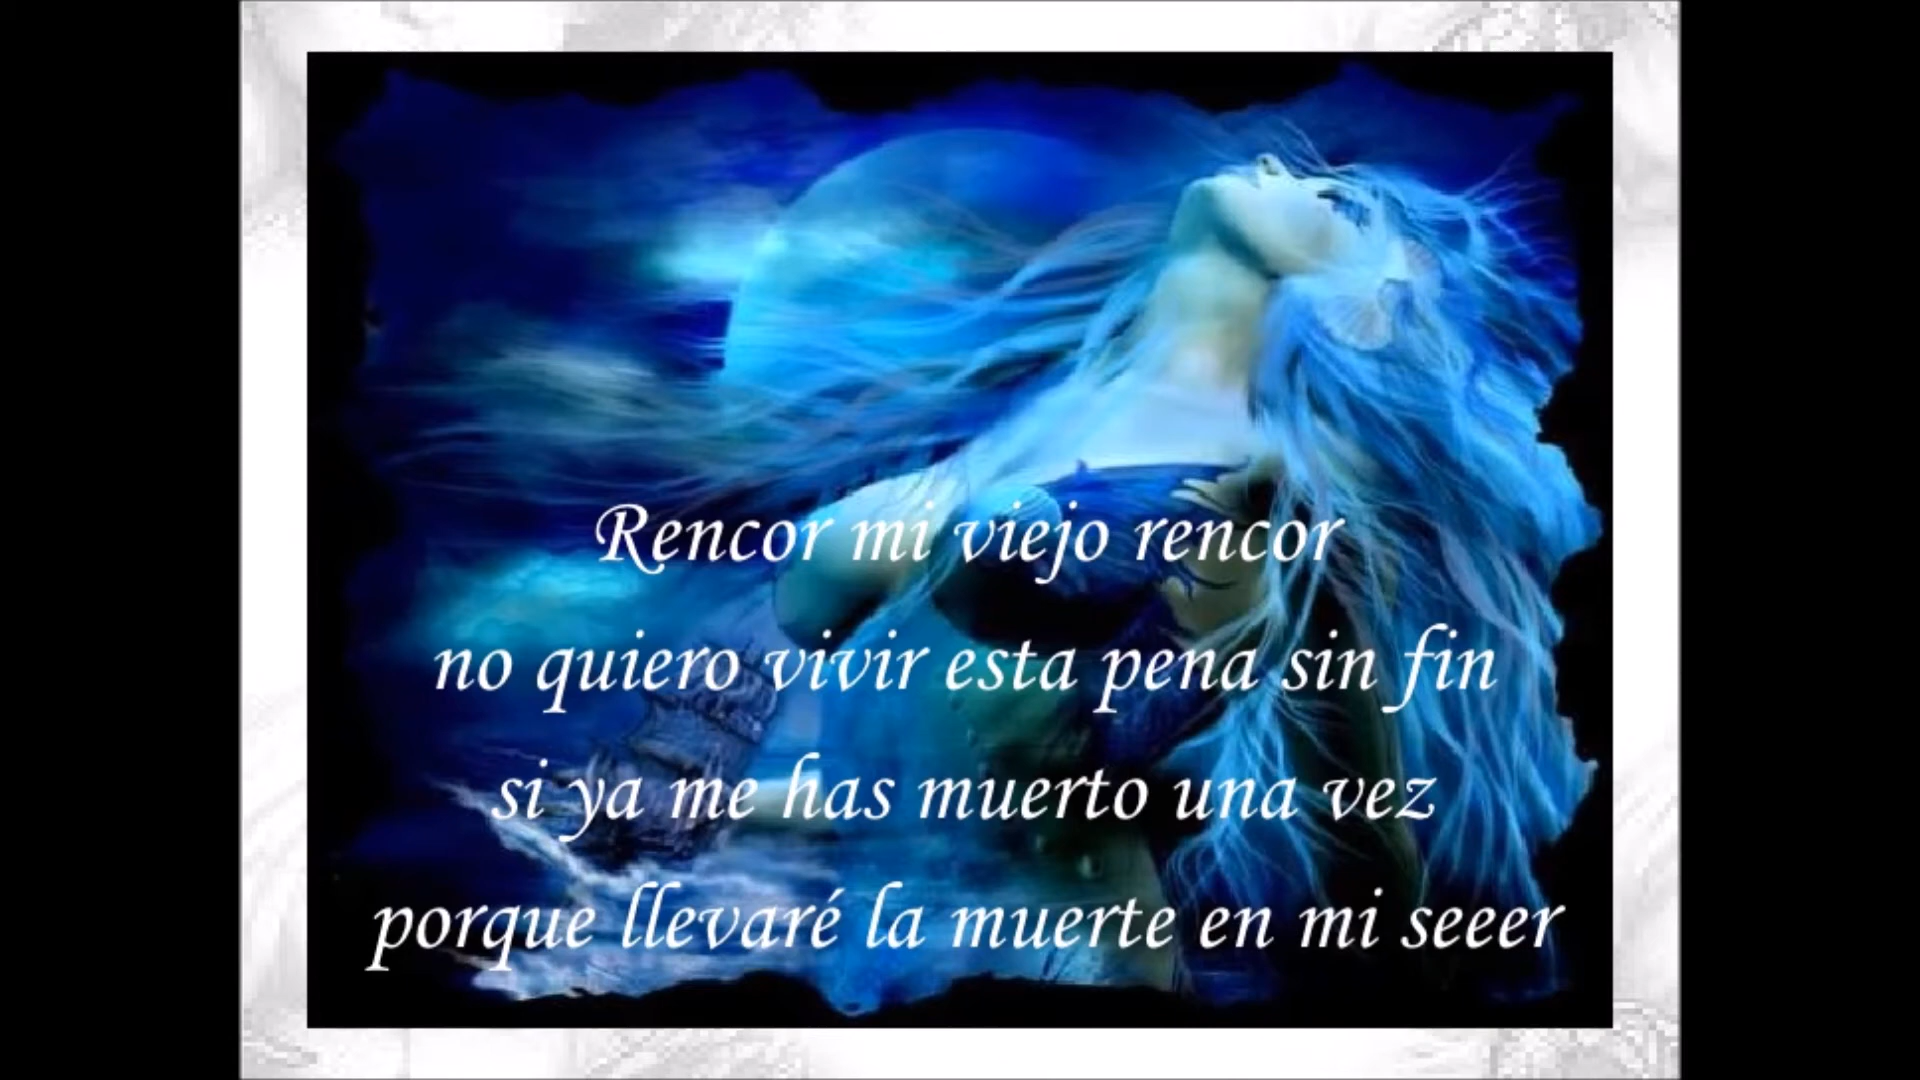 Rencor mi viejo rencor
no quiero vivir esta pena sin fin
si ya me has muerto una vez
porque llevaré la muerte en mi seeer